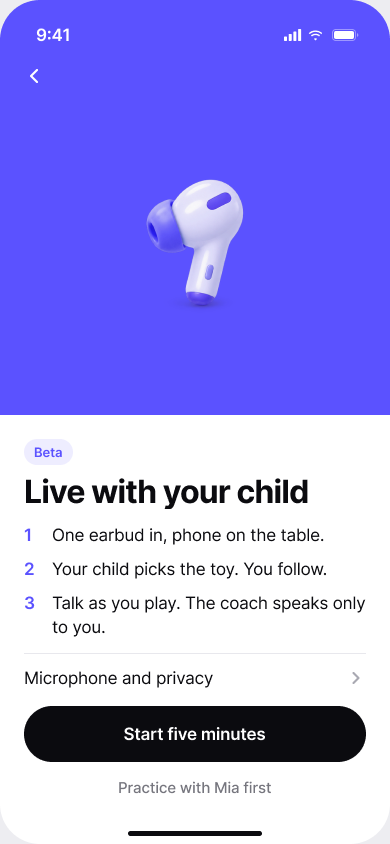 9:41
Beta
Live with your child
1 One earbud in, phone on the table.
2 Your child picks the toy. You follow.
3 Talk as you play. The coach speaks only
to you.
Microphone and privacy
Start five minutes
Practice with Mia first